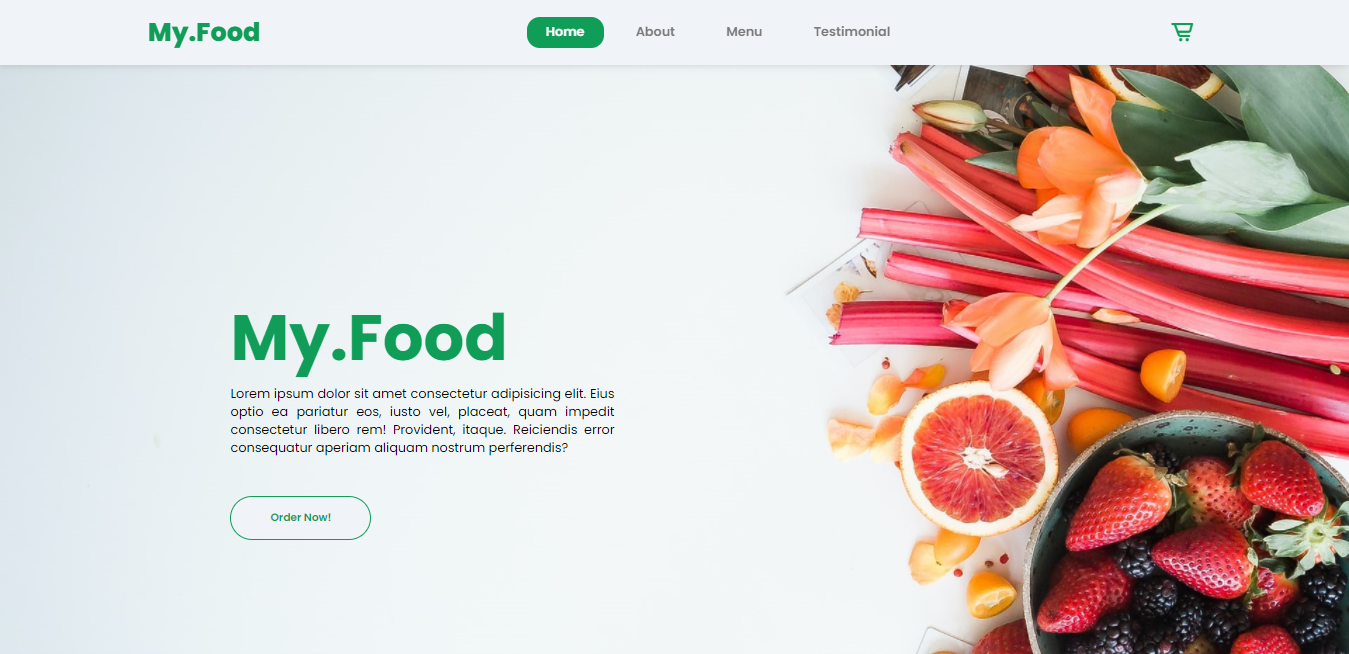 My.Food
Home
About
Menu
Testimonial
My.Food
Lorem ipsum dolor sit amet consectetur adipisicing elit. Eius
optio ea pariatur eos, iusto vel, placeat, quam impedit
consectetur libero rem! Provident, itaque. Reiciendis error
consequatur aperiam aliquam nostrum perferendis?
Order Now!